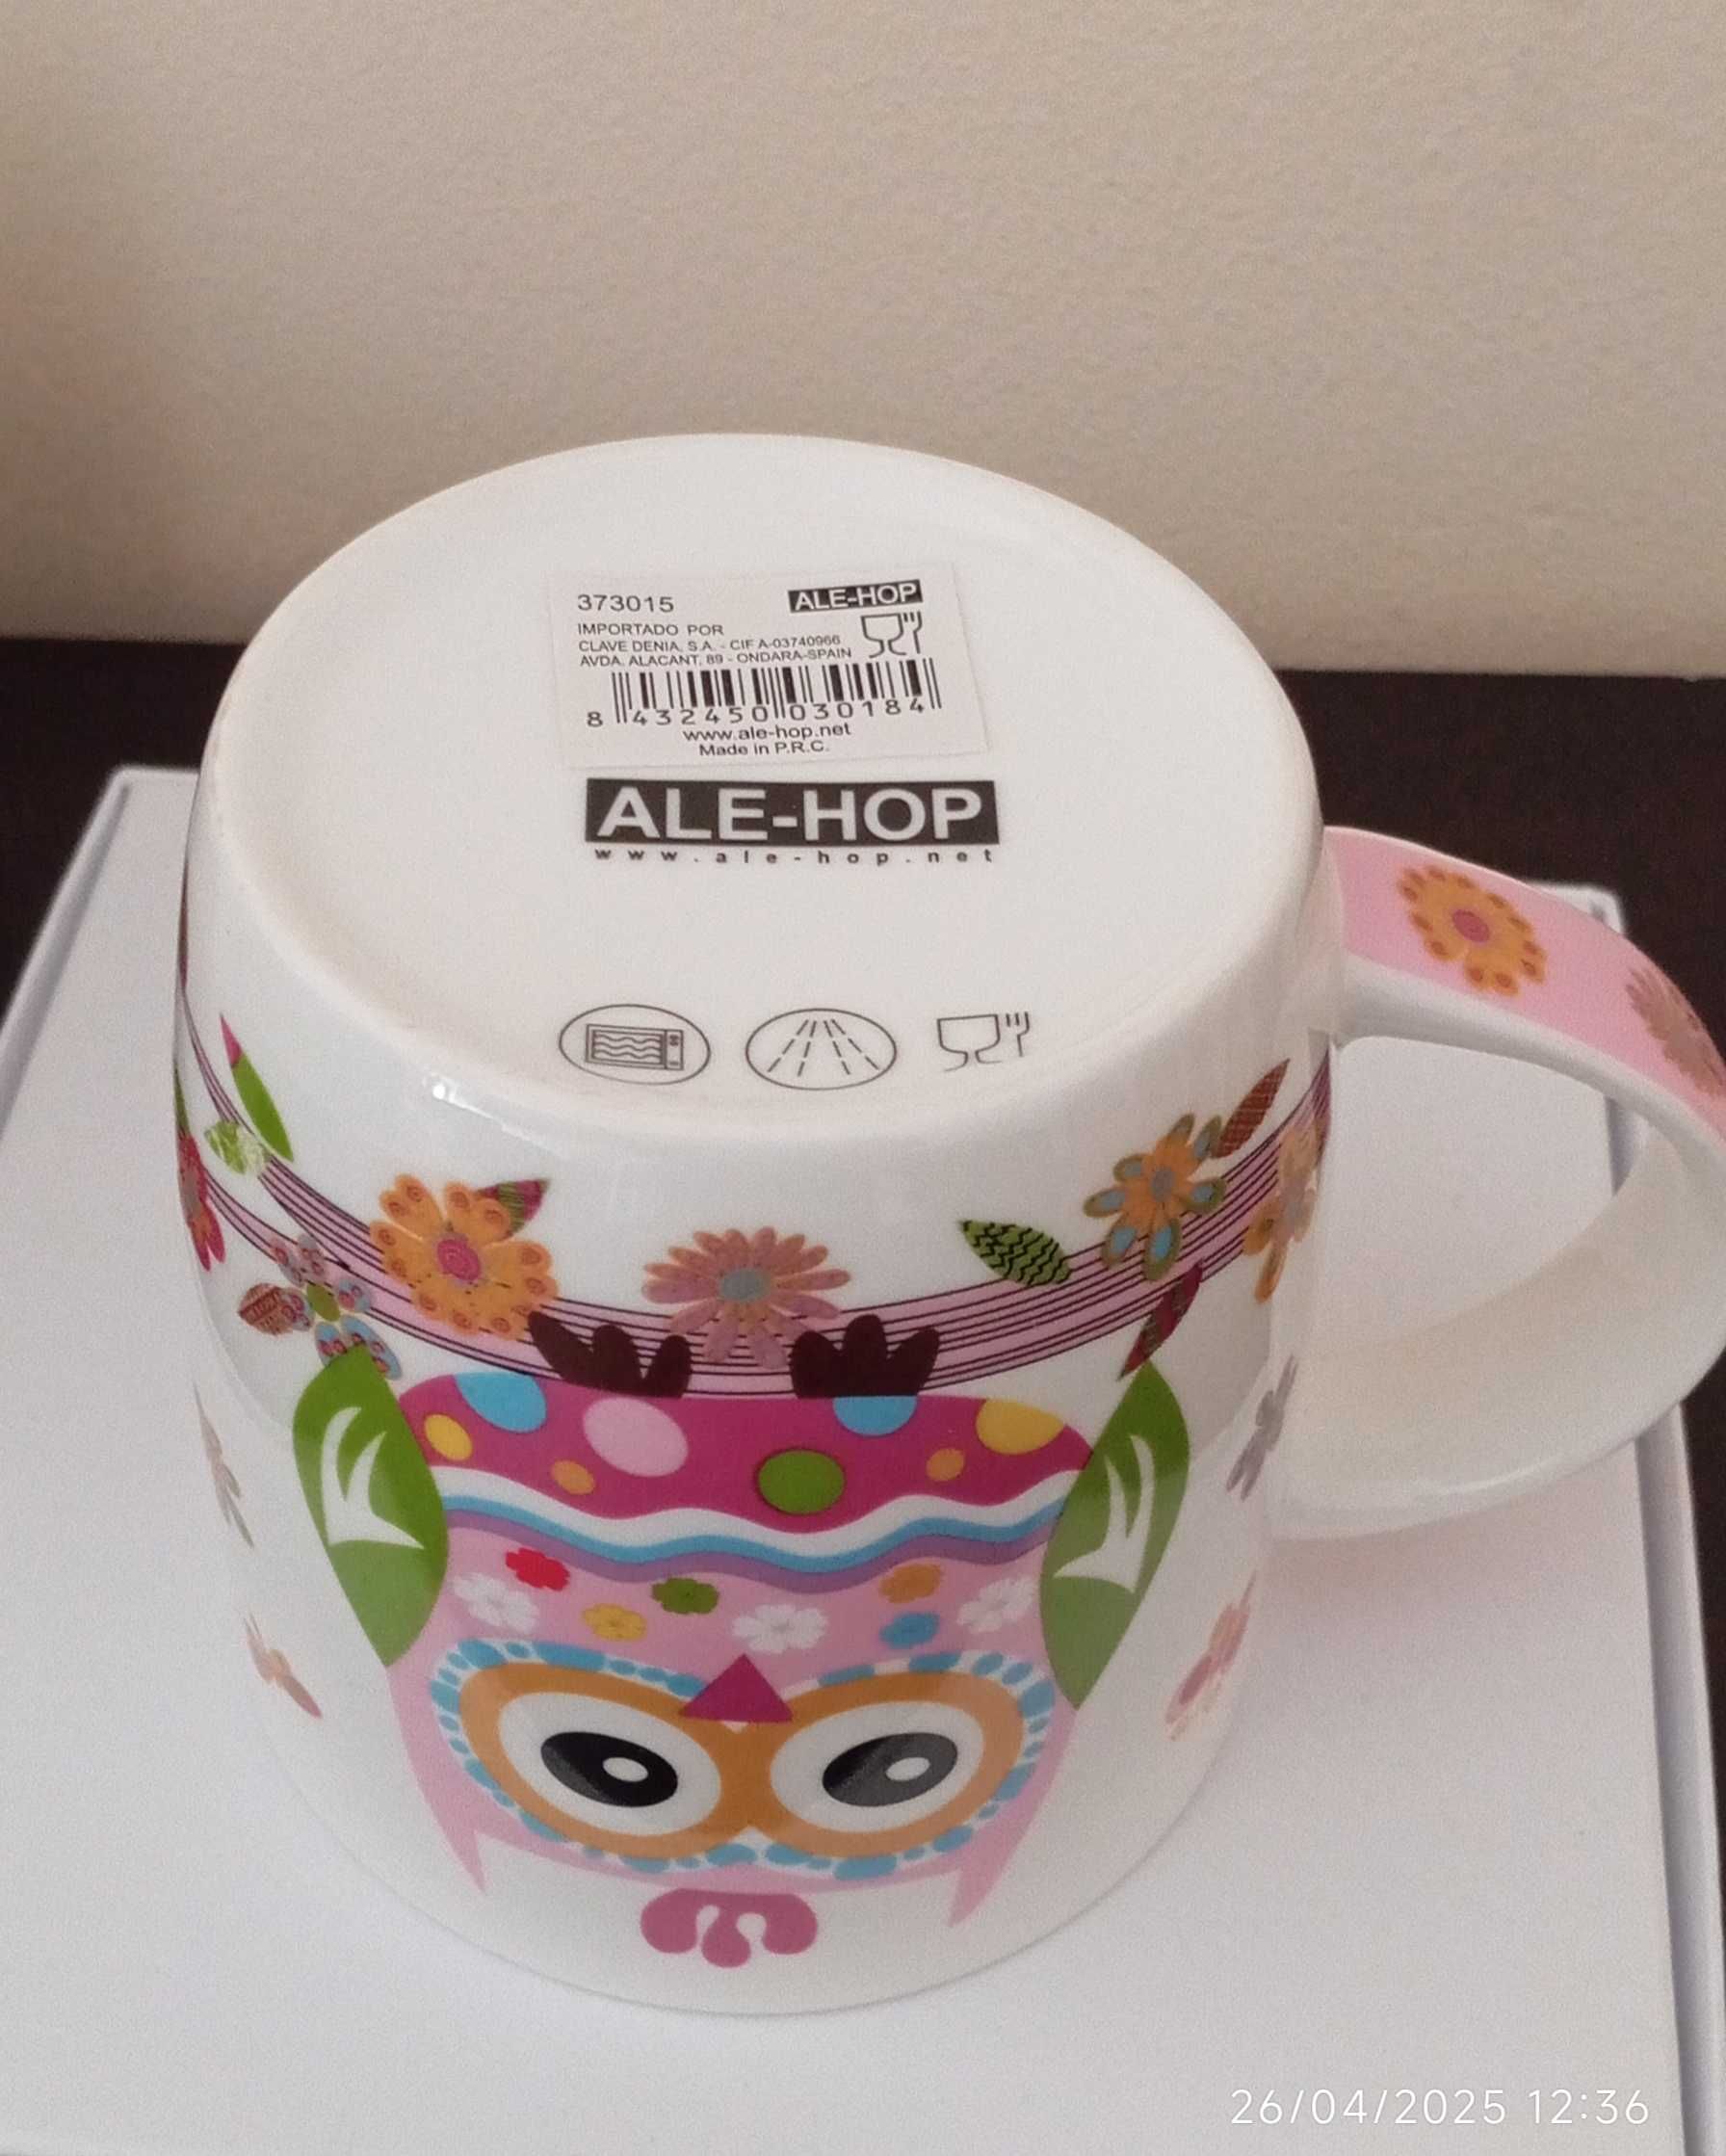 373015 ALE-HOP
IMPORTADO POR
CLAVE DENIA, S.A. - CIF A-03740966
AVDA. ALACANT, 89 - ONDARA-SPAIN
8 432450 030184
www.ale-hop.net
Made in P.R.C.
ALE-HOP
www.ale-hop.net
26/04/2025 12:36